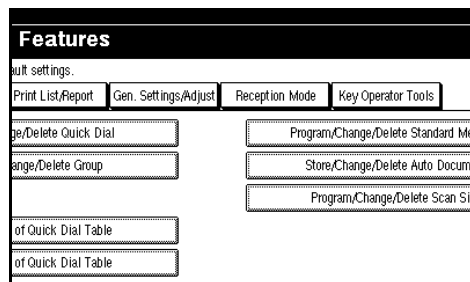 Features
ault settings.
Print List/Report Gen. Settings/Adjust Reception Mode Key Operator Tools
ge/Delete Quick Dial Program/Change/Delete Standard Me
ange/Delete Group Store/Change/Delete Auto Docum
Program/Change/Delete Scan Si
of Quick Dial Table
of Quick Dial Table